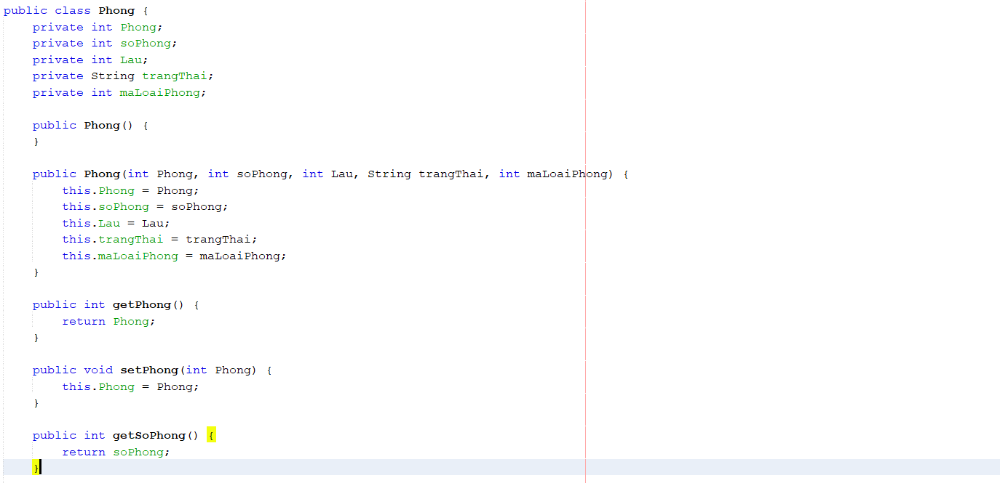 public class Phong {
    private int Phong;
    private int soPhong;
    private int Lau;
    private String trangThai;
    private int maLoaiPhong;

    public Phong() {
    }

    public Phong(int Phong, int soPhong, int Lau, String trangThai, int maLoaiPhong) {
        this.Phong = Phong;
        this.soPhong = soPhong;
        this.Lau = Lau;
        this.trangThai = trangThai;
        this.maLoaiPhong = maLoaiPhong;
    }

    public int getPhong() {
        return Phong;
    }

    public void setPhong(int Phong) {
        this.Phong = Phong;
    }

    public int getSoPhong() {
        return soPhong;
    }